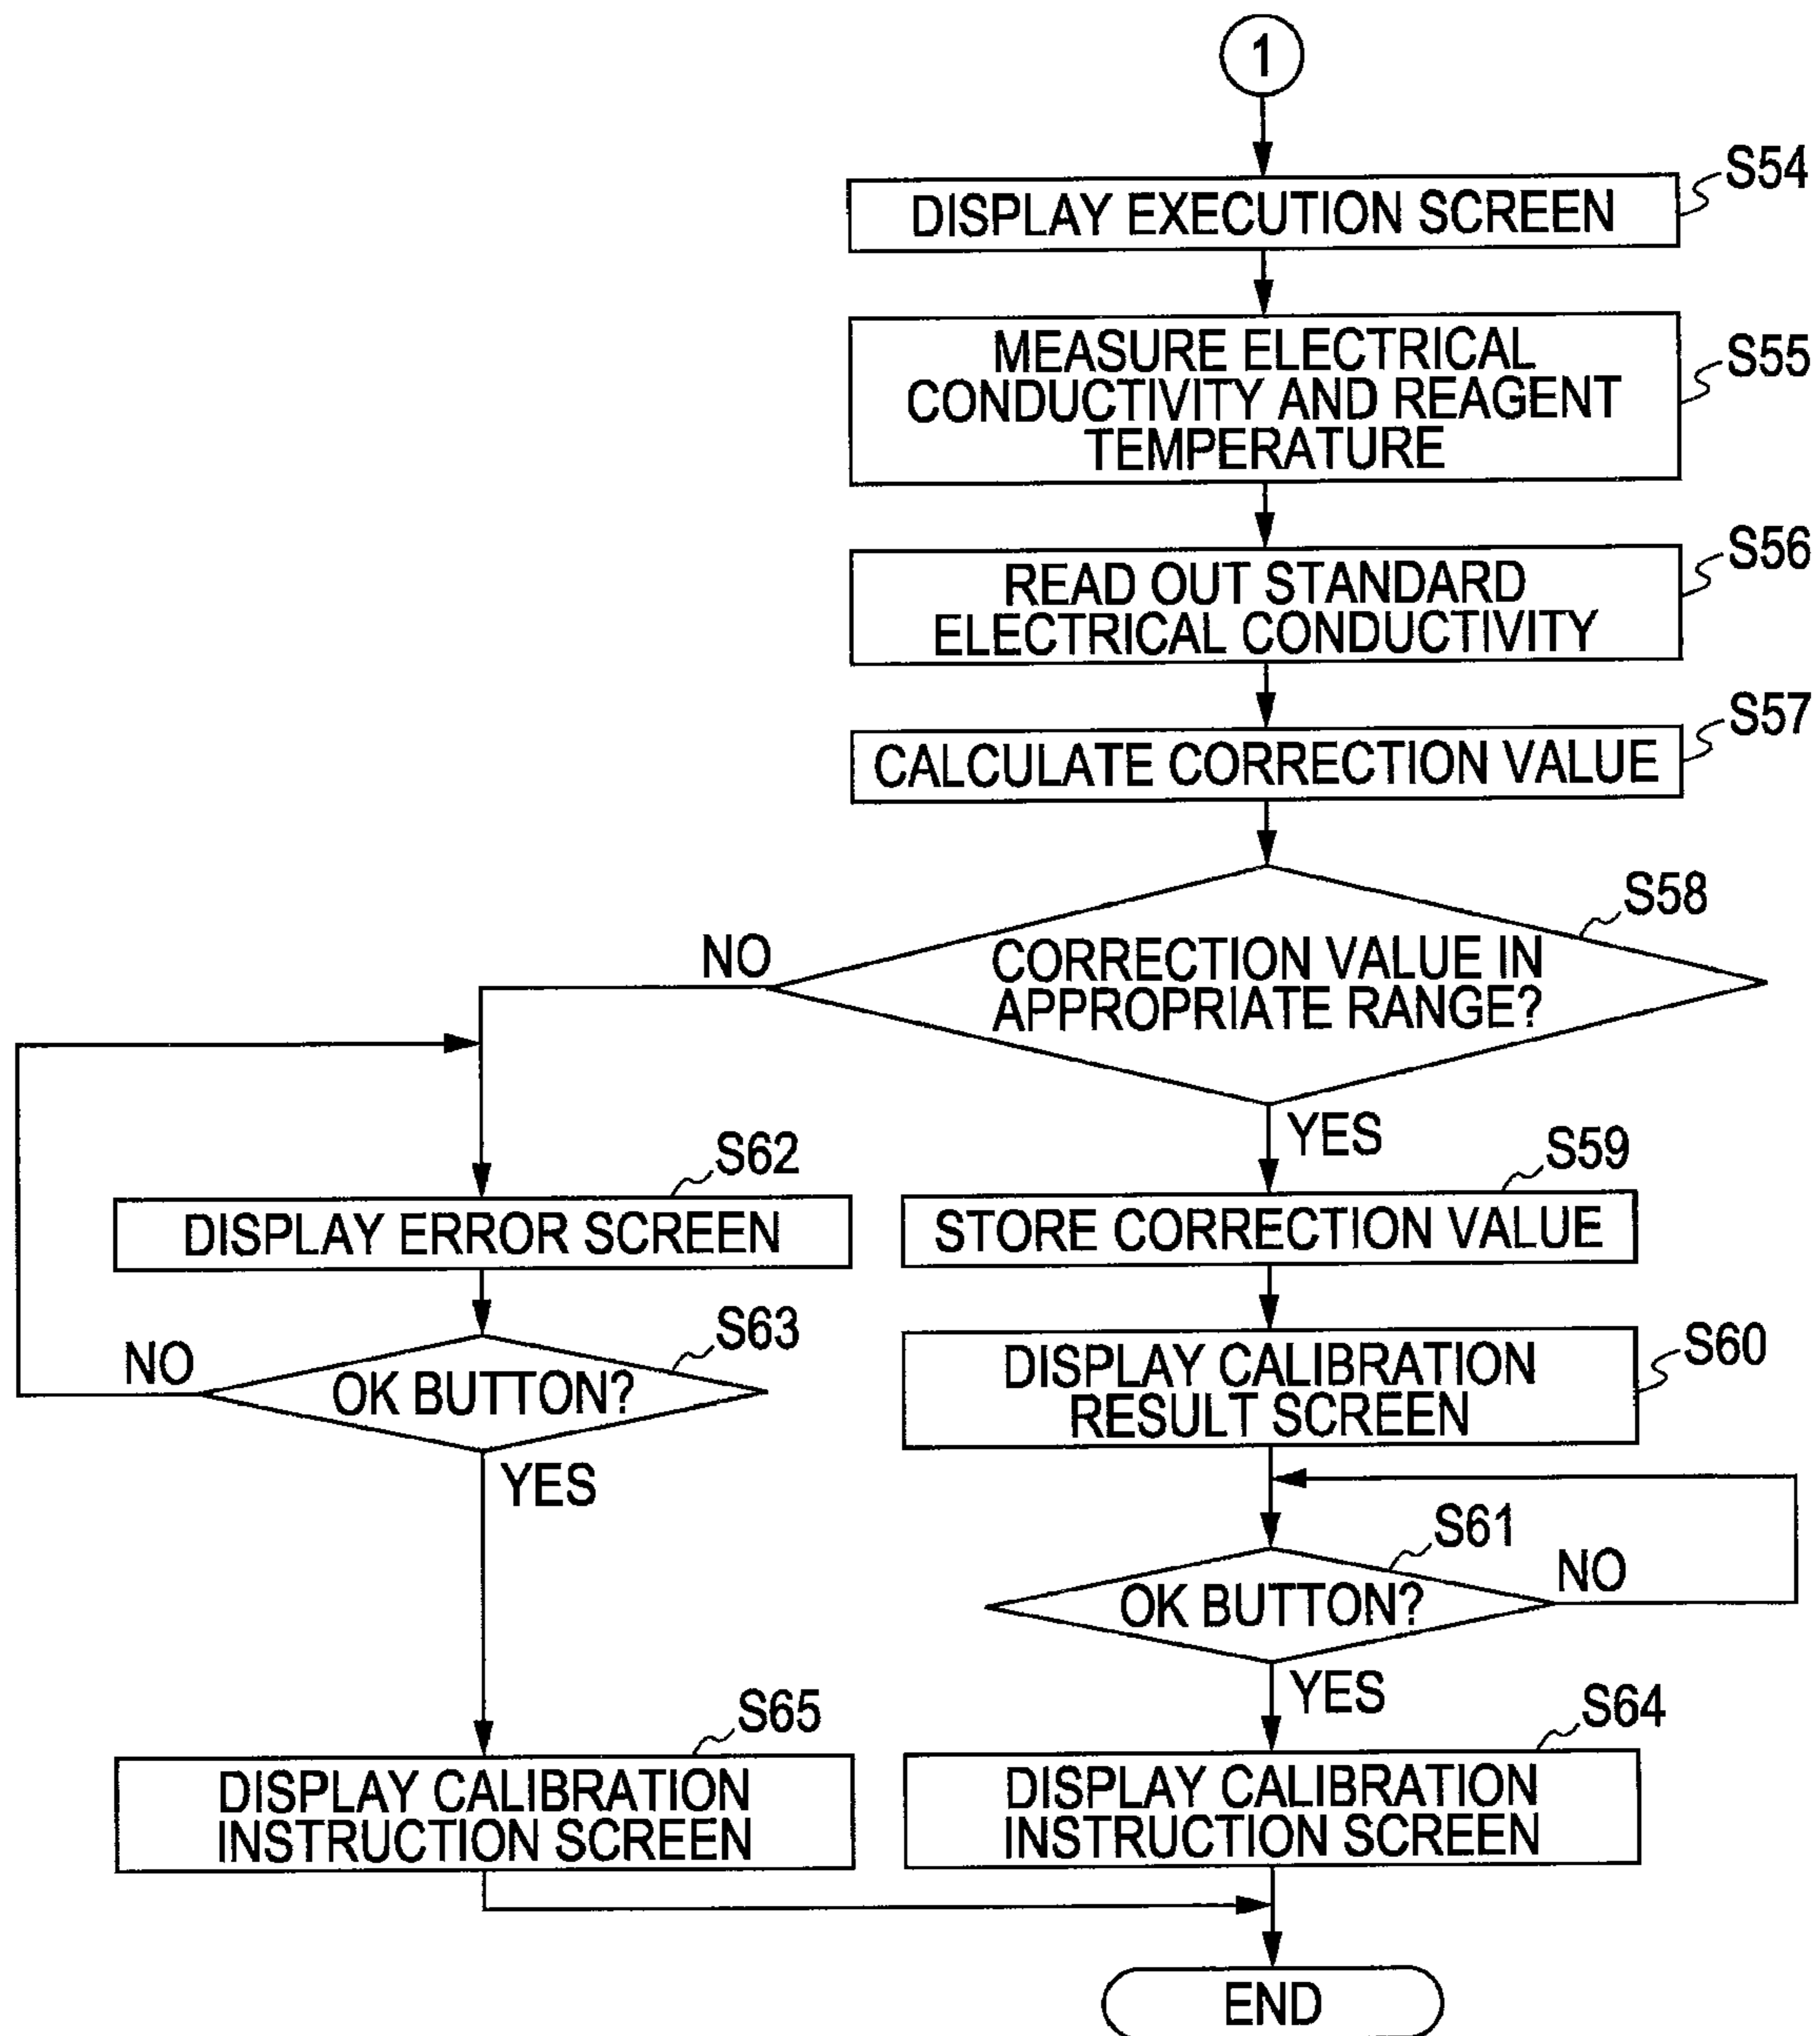 1
S54
DISPLAY EXECUTION SCREEN
S55
MEASURE ELECTRICAL
CONDUCTIVITY AND REAGENT
TEMPERATURE
S56
READ OUT STANDARD
ELECTRICAL CONDUCTIVITY
S57
CALCULATE CORRECTION VALUE
S58
NO
CORRECTION VALUE IN
APPROPRIATE RANGE?
YES
S62
S59
DISPLAY ERROR SCREEN
STORE CORRECTION VALUE
S63
NO
OK BUTTON?
YES
S60
DISPLAY CALIBRATION
RESULT SCREEN
S61
OK BUTTON?
NO
YES
S65
DISPLAY CALIBRATION
INSTRUCTION SCREEN
S64
DISPLAY CALIBRATION
INSTRUCTION SCREEN
END